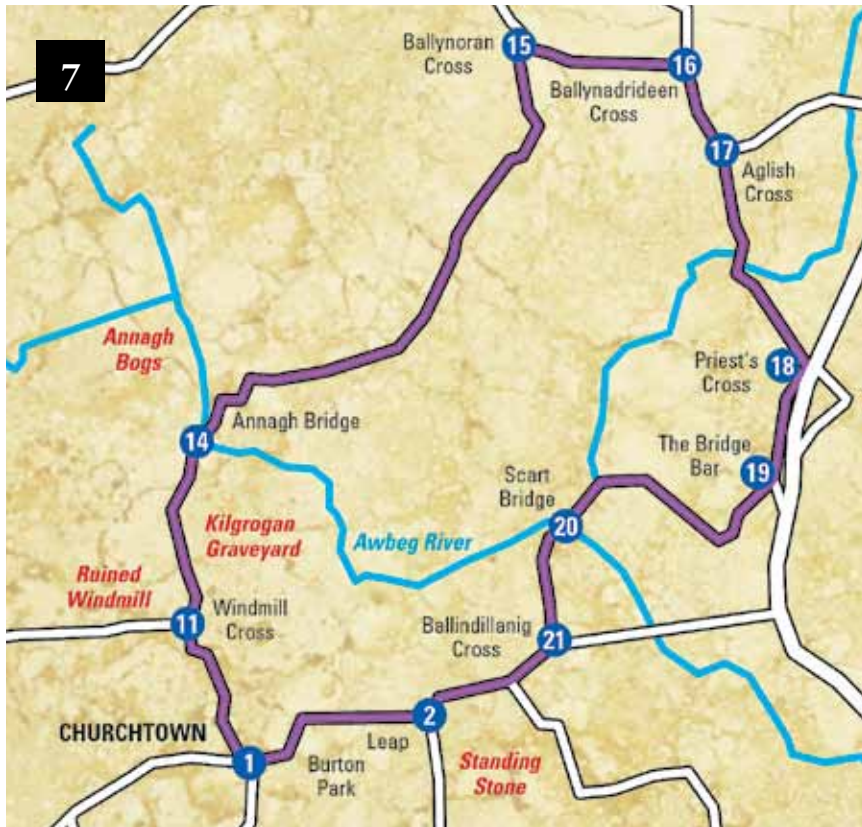 7
Ballynoran
Cross
15
16
Ballynadrideen
Cross
17
Aglish
Cross
Annagh
Bogs
Priest's
Cross
18
14
Annagh Bridge
The Bridge
Bar
19
Scart
Bridge
20
Kilgrogan
Graveyard
Awbeg River
Ruined
Windmill
11
Windmill
Cross
Ballindillanig
Cross
21
CHURCHTOWN
1
Burton
Park
Leap
2
Standing
Stone